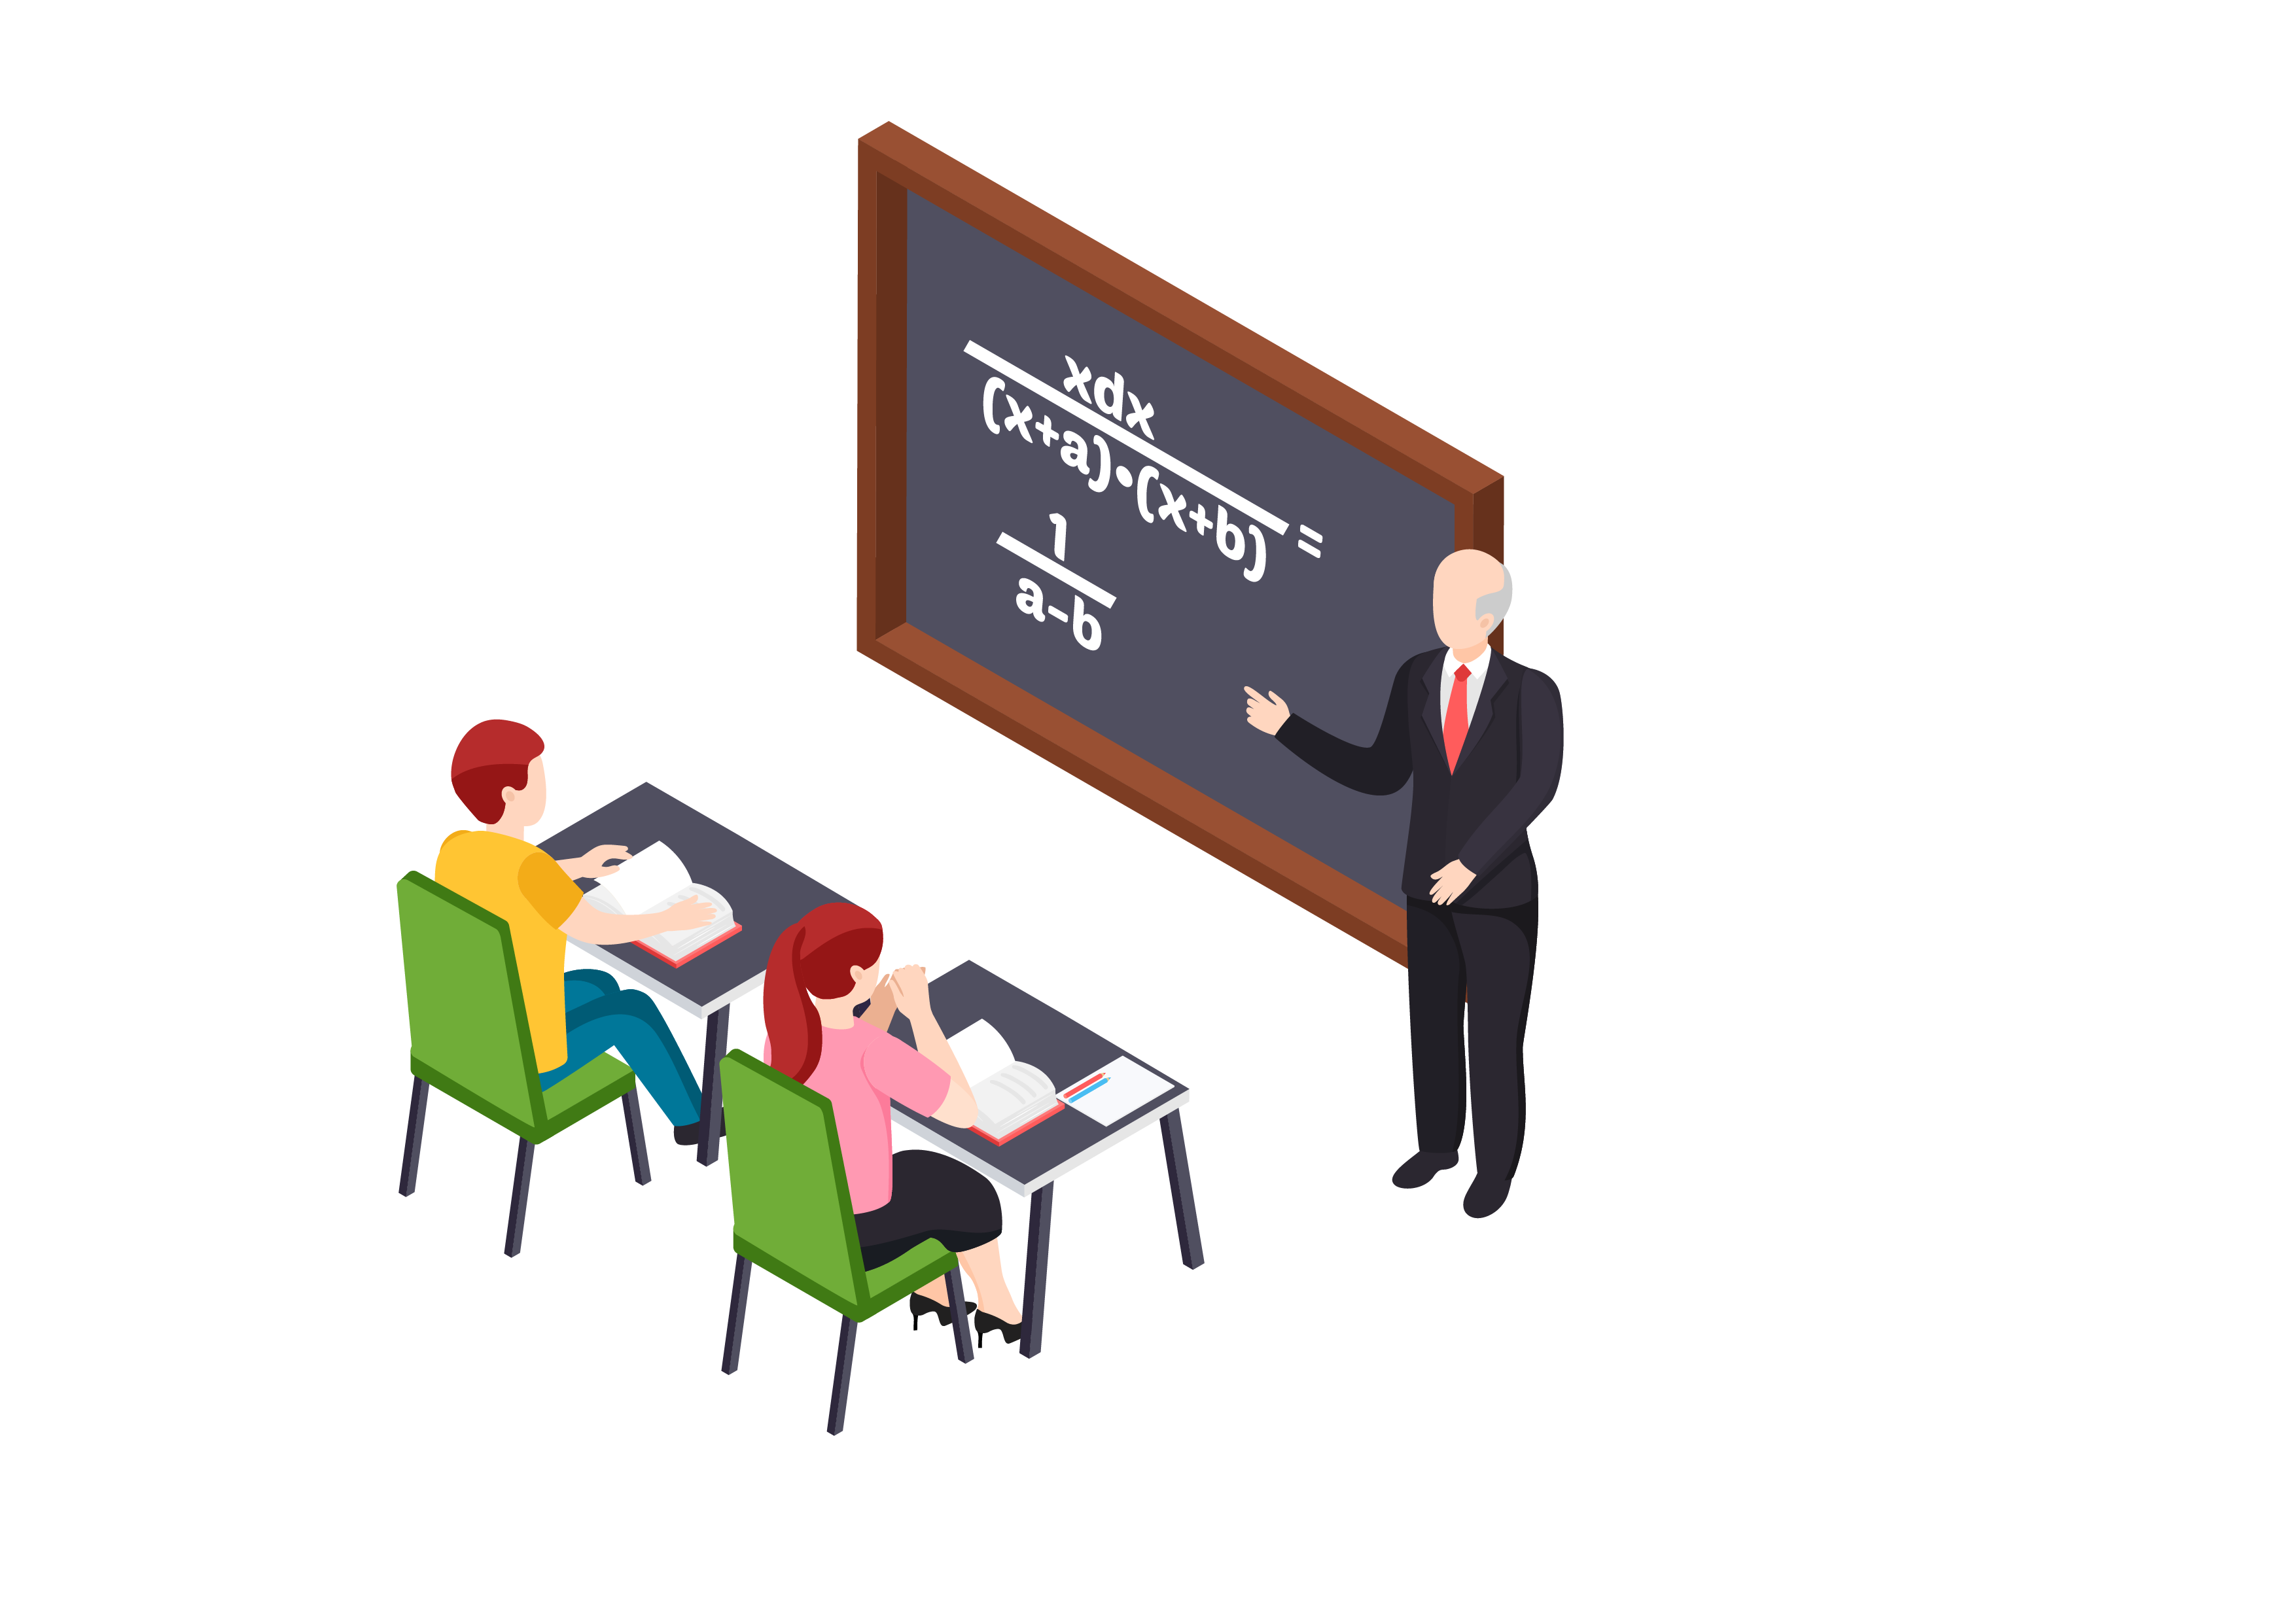 xdx
(x+a)•(x+b) =
1
a-b